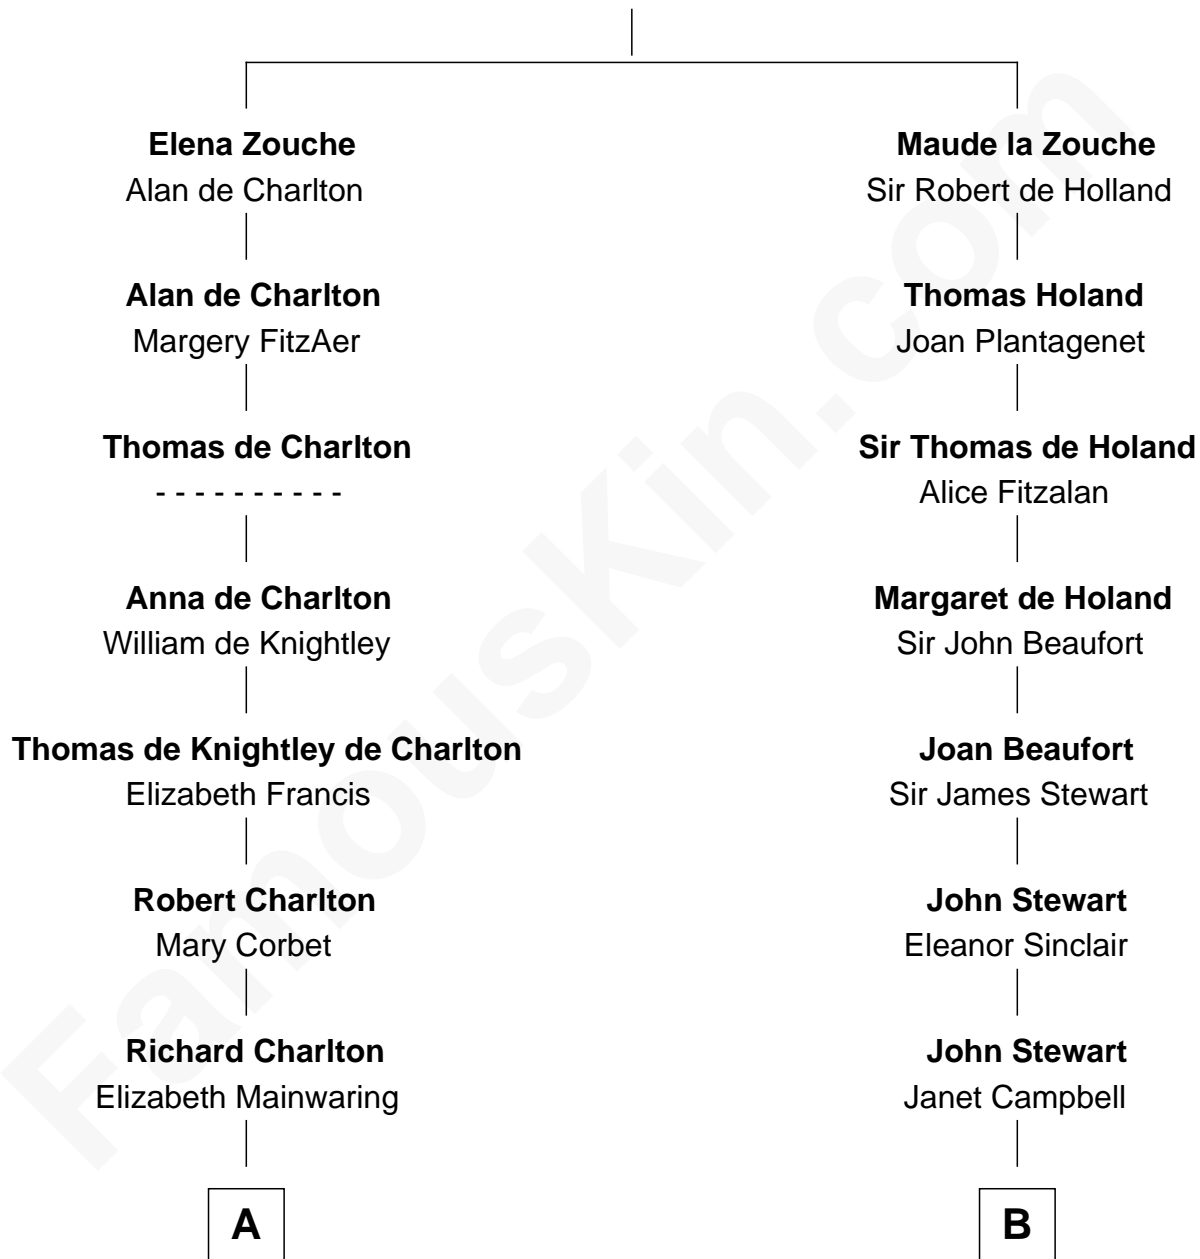 Elena Zouche
Alan de Charlton
Alan de Charlton
Margery FitzAer
Thomas de Charlton
- - - - - - - - - -
Anna de Charlton
William de Knightley
Thomas de Knightley de Charlton
Elizabeth Francis
Robert Charlton
Mary Corbet
Richard Charlton
Elizabeth Mainwaring
A
Maude la Zouche
Sir Robert de Holland
Thomas Holand
Joan Plantagenet
Sir Thomas de Holand
Alice Fitzalan
Margaret de Holand
Sir John Beaufort
Joan Beaufort
Sir James Stewart
John Stewart
Eleanor Sinclair
John Stewart
Janet Campbell
B
FamousKin.com